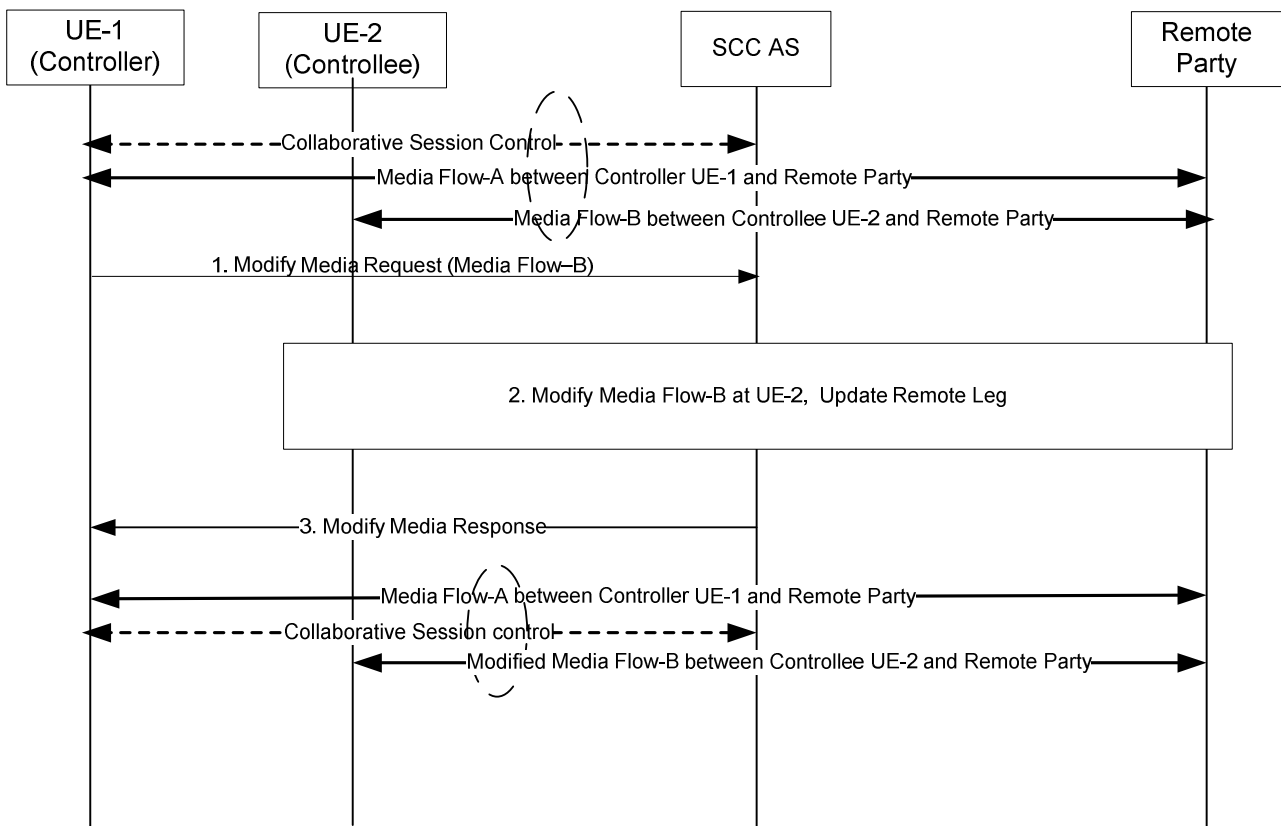 UE-1
(Controller)
UE-2
(Controllee)
SCC AS
Remote
Party
Collaborative Session Control
Media Flow-A between Controller UE-1 and Remote Party
Media Flow-B between Controllee UE-2 and Remote Party
1. Modify Media Request (Media Flow–B)
2. Modify Media Flow-B at UE-2, Update Remote Leg
3. Modify Media Response
Media Flow-A between Controller UE-1 and Remote Party
Collaborative Session control
Modified Media Flow-B between Controllee UE-2 and Remote Party